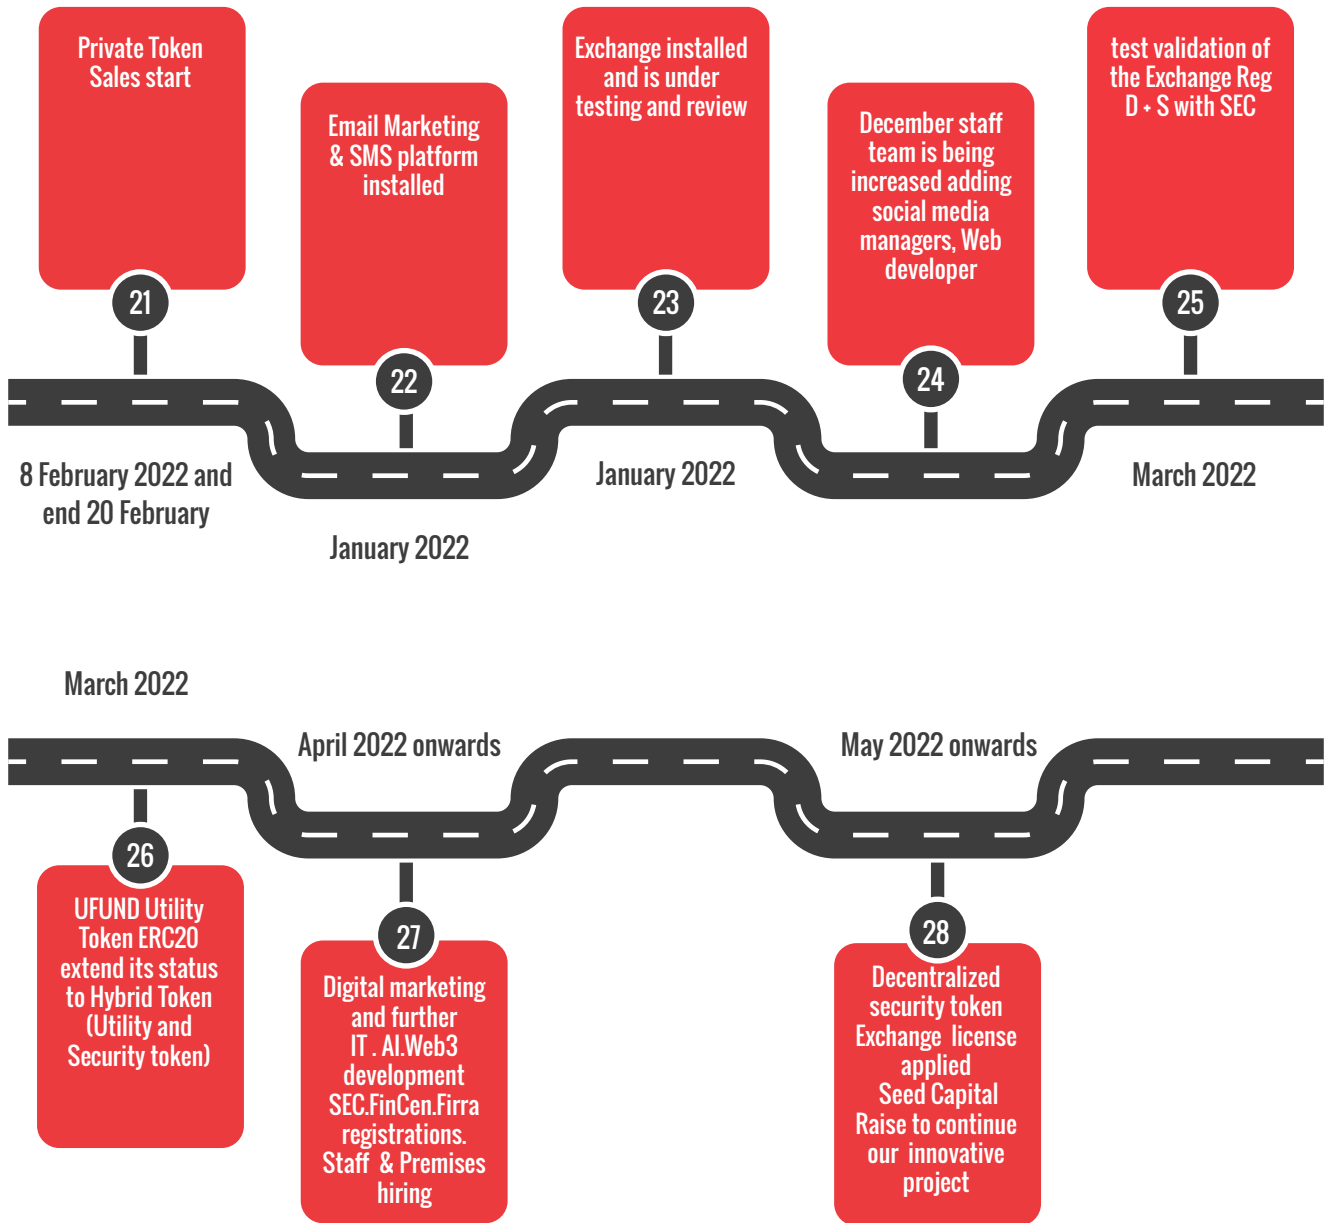 Private Token
Sales start
21
8 February 2022 and
end 20 February
Email Marketing
& SMS platform
installed
22
January 2022
Exchange installed
and is under
testing and review
23
January 2022
December staff
team is being
increased adding
social media
managers, Web
developer
24
test validation of
the Exchange Reg
D + S with SEC
25
March 2022
March 2022
26
UFUND Utility
Token ERC20
extend its status
to Hybrid Token
(Utility and
Security token)
April 2022 onwards
27
Digital marketing
and further
IT . AI.Web3
development
SEC.FinCen.Firra
registrations.
Staff & Premises
hiring
May 2022 onwards
28
Decentralized
security token
Exchange license
applied
Seed Capital
Raise to continue
our innovative
project